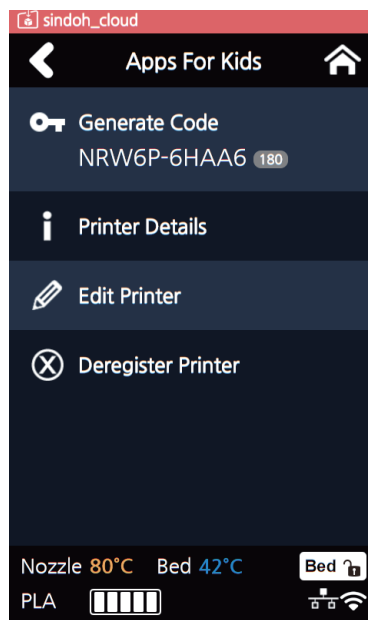 sindoh_cloud
Apps For Kids
Generate Code
NRW6P-6HAA6 180
Printer Details
Edit Printer
Deregister Printer
Nozzle 80°C Bed 42°C Bed
PLA